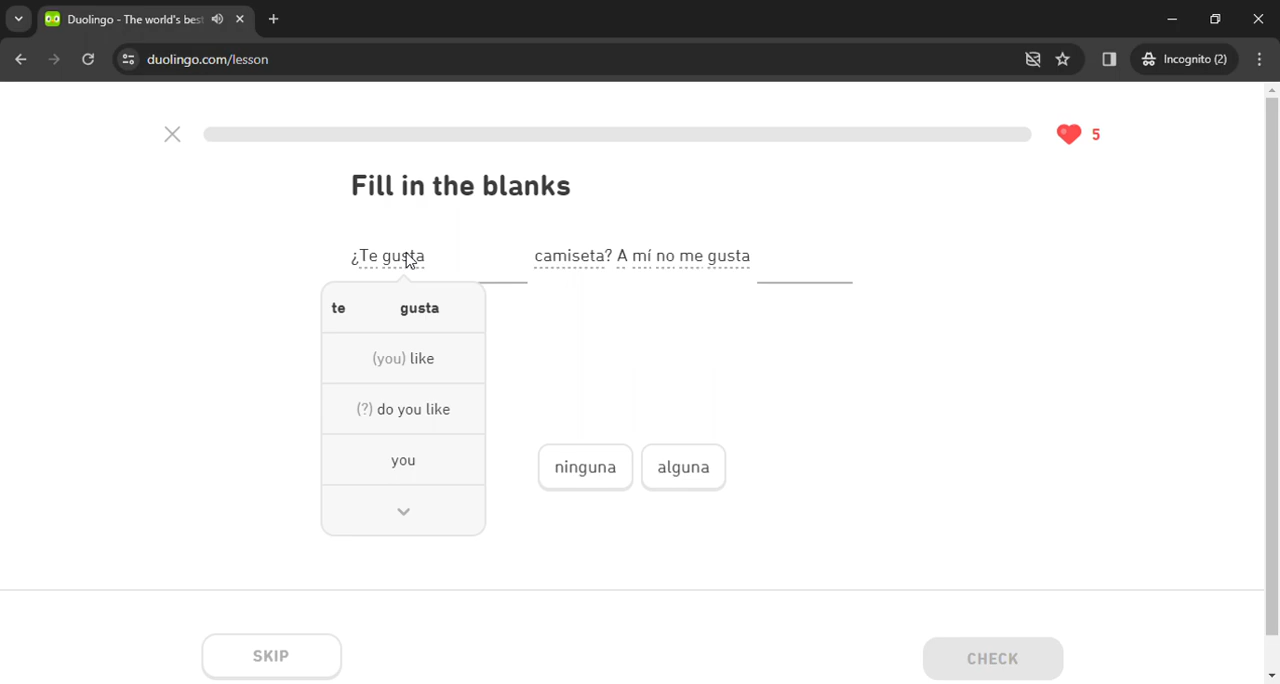 Duolingo - The world's bes
duolingo.com/lesson
Incognito (2)
5
Fill in the blanks
¿Te gusta camiseta? A mí no me gusta
te gusta
(you) like
(?) do you like
you
ninguna alguna
SKIP
CHECK